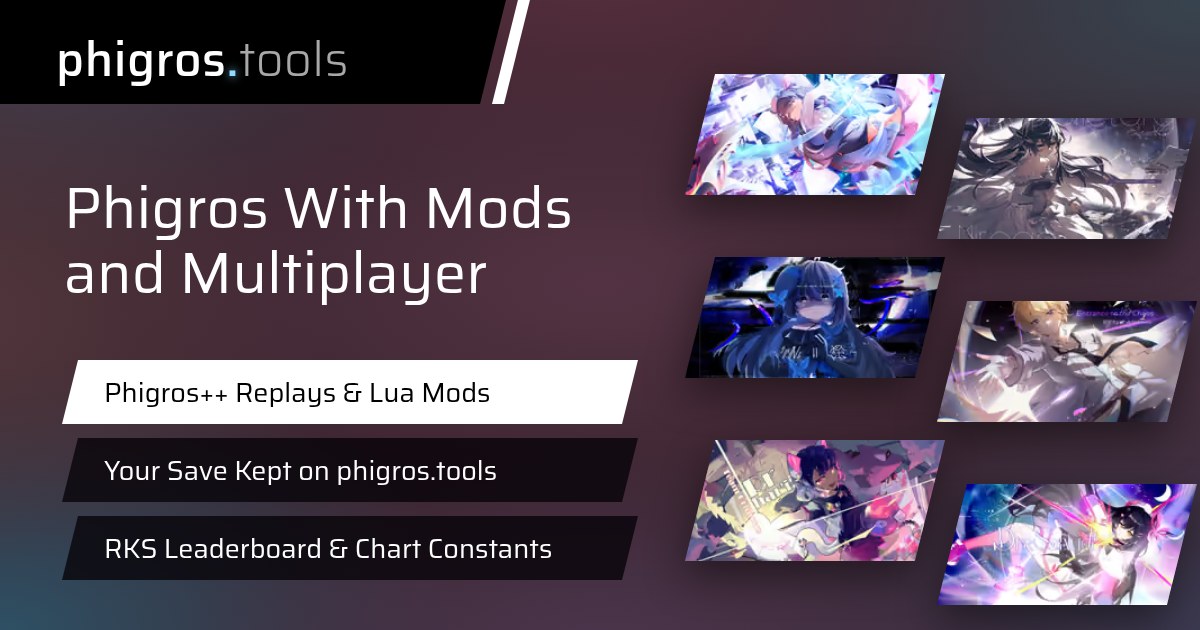 phigros.tools
Phigros With Mods
and Multiplayer
Phigros++ Replays & Lua Mods
Your Save Kept on phigros.tools
RKS Leaderboard & Chart Constants